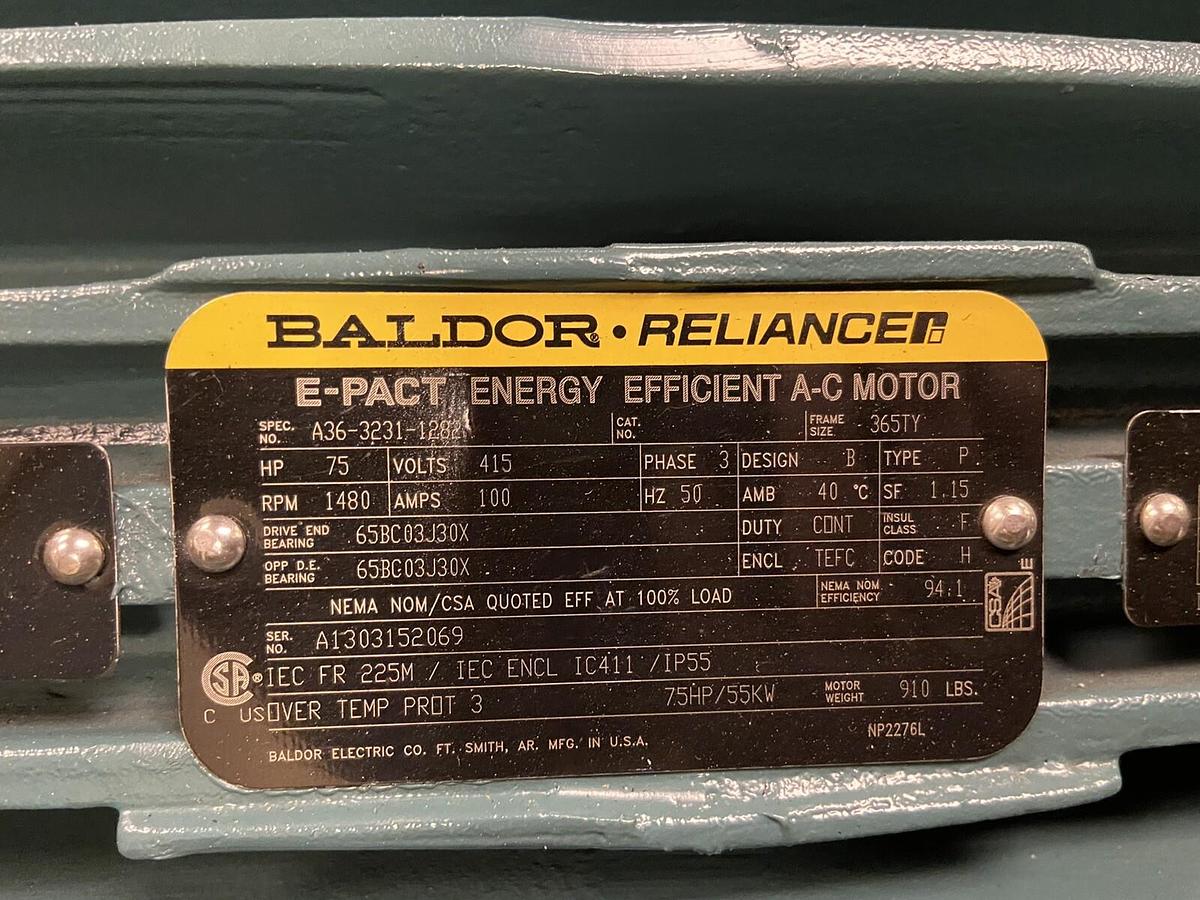 BALDOR · RELIANCE
E-PACT ENERGY EFFICIENT A-C MOTOR
SPEC. NO. A36-3231-1282 CAT. NO. FRAME SIZE 365TY
HP 75 VOLTS 415 PHASE 3 DESIGN B TYPE P
RPM 1480 AMPS 100 HZ 50 AMB 40 °C SF 1.15
DRIVE END BEARING 65BC03J30X DUTY CONT INSUL CLASS F
OPP D.E. BEARING 65BC03J30X ENCL TEFC CODE H
NEMA NOM/CSA QUOTED EFF AT 100% LOAD NEMA NOM EFFICIENCY 94.1
SER. NO. A1303152069
IEC FR 225M / IEC ENCL IC411 /IP55
OVER TEMP PROT 3 75HP/55KW MOTOR WEIGHT 910 LBS.
BALDOR ELECTRIC CO. FT. SMITH, AR. MFG. IN U.S.A. NP2276L
CSA ® C US
CSA E